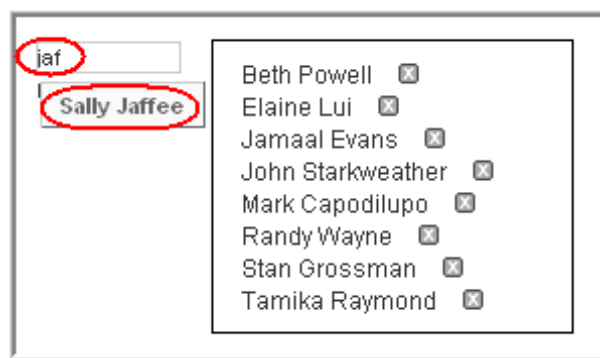 jaf
Sally Jaffee
Beth Powell
Elaine Lui
Jamaal Evans
John Starkweather
Mark Capodilupo
Randy Wayne
Stan Grossman
Tamika Raymond